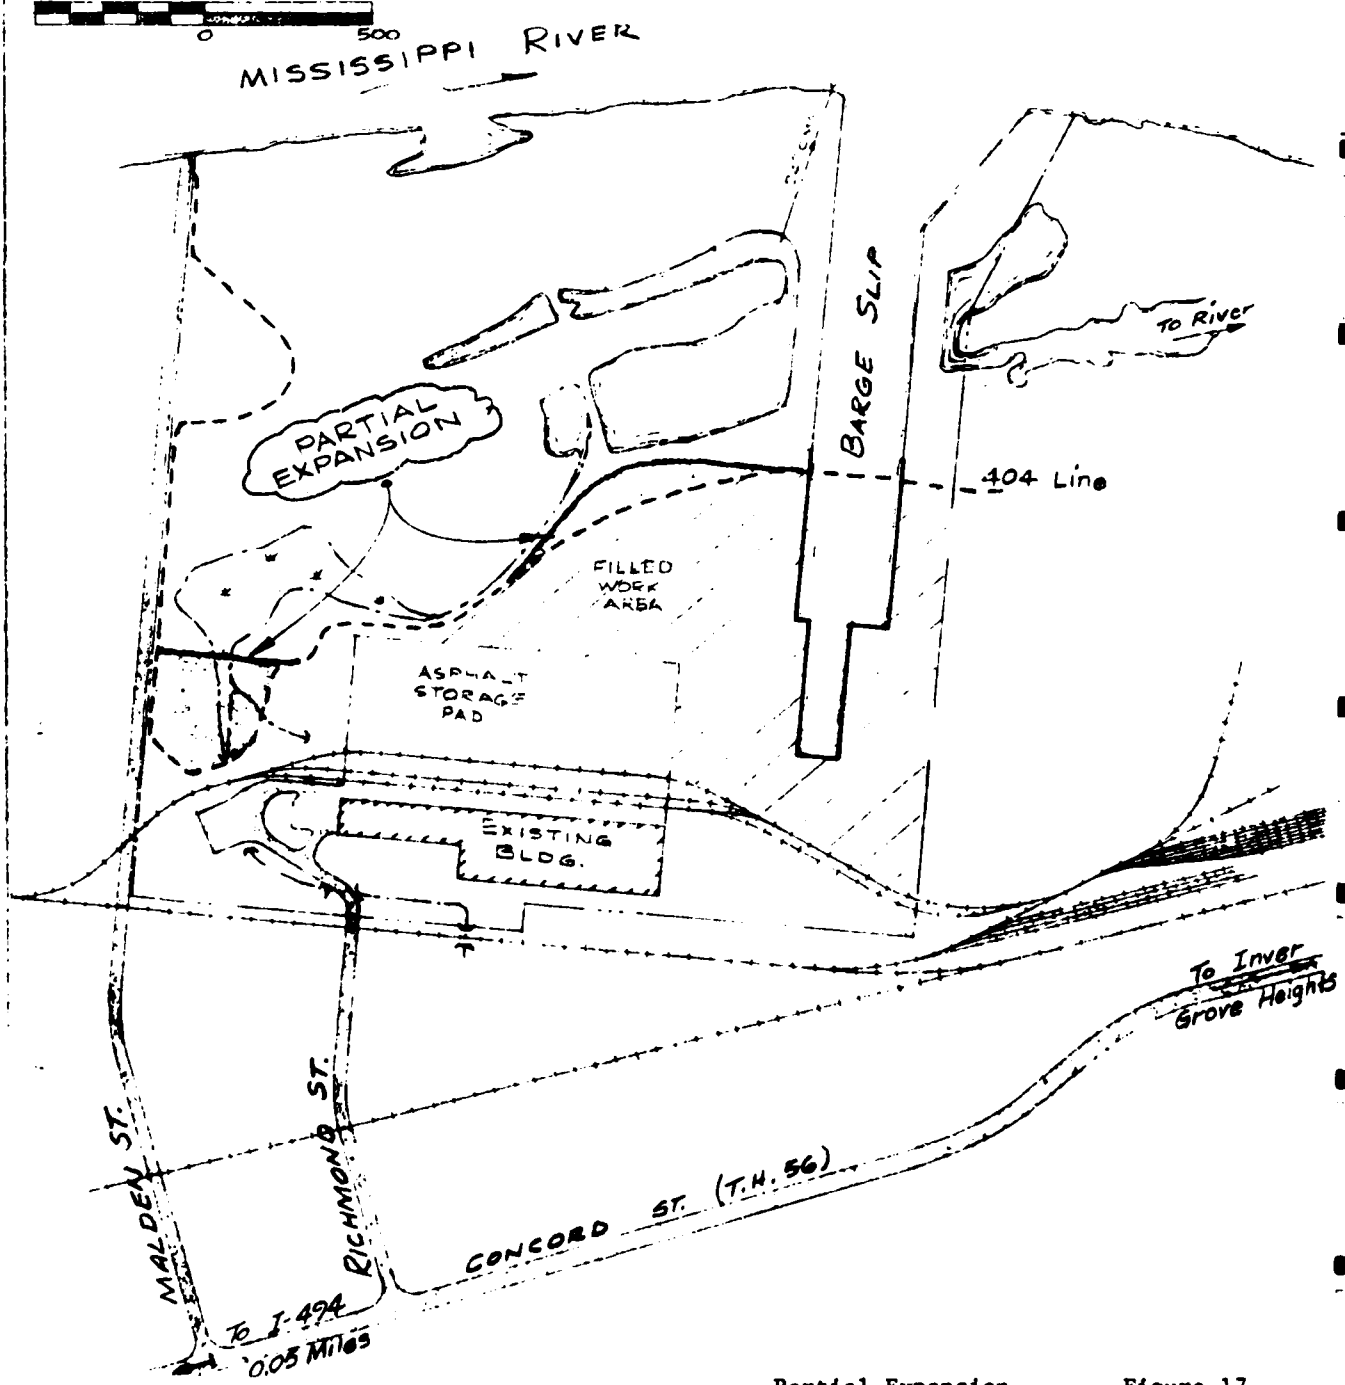 0 500
MISSISSIPPI RIVER
BARGE SLIP
To River
PARTIAL
EXPANSION
404 Line
FILLED
WORK
AREA
ASPHALT
STORAGE
PAD
EXISTING
BLDG.
To Inver
Grove Heights
MALDEN ST.
RICHMOND ST.
CONCORD ST. (T.H. 56)
To I-494
0.05 Miles
Partial Expansion Figure 17